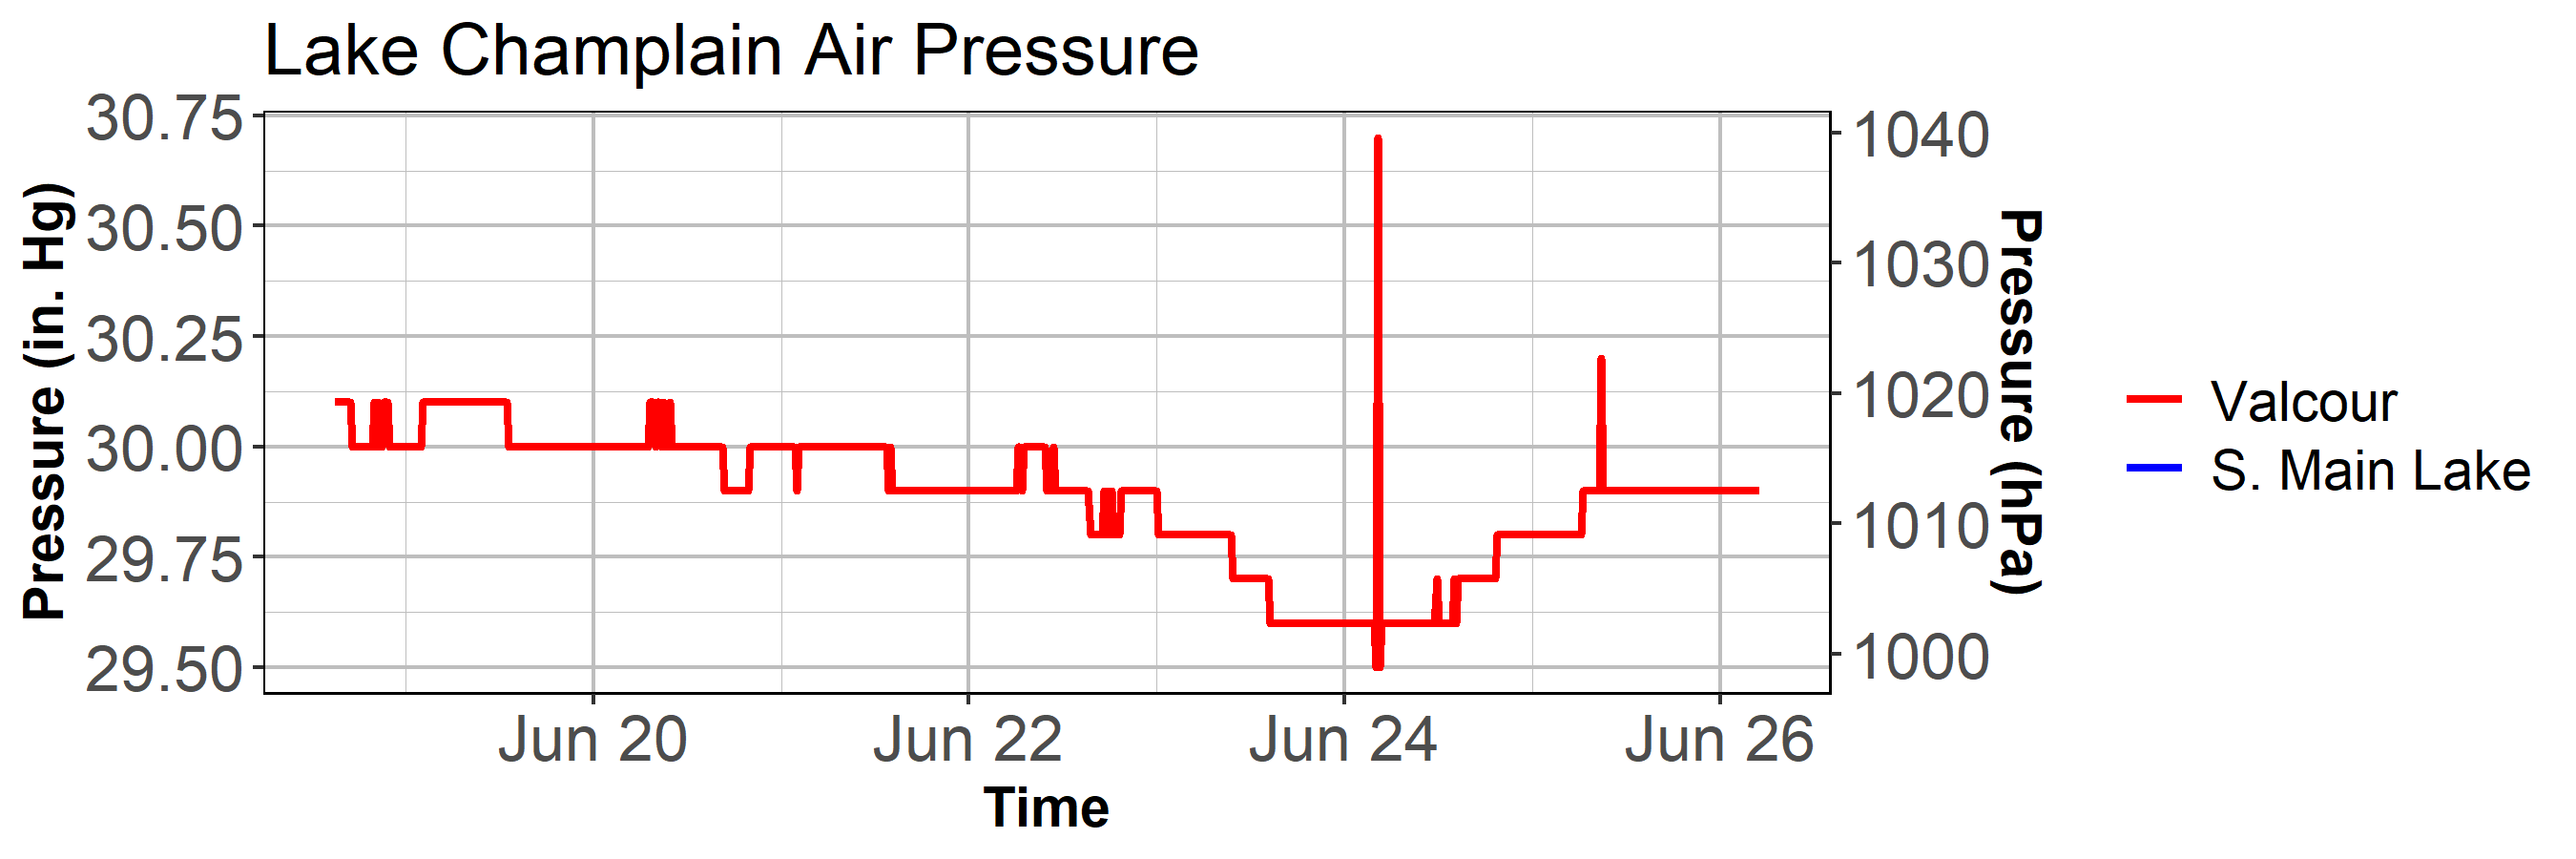 Lake Champlain Air Pressure
Pressure (in. Hg)
30.75
30.50
30.25
30.00
29.75
29.50
1040
1030
1020
1010
1000
Pressure (hPa)
Jun 20
Jun 22
Jun 24
Jun 26
Time
Valcour
S. Main Lake